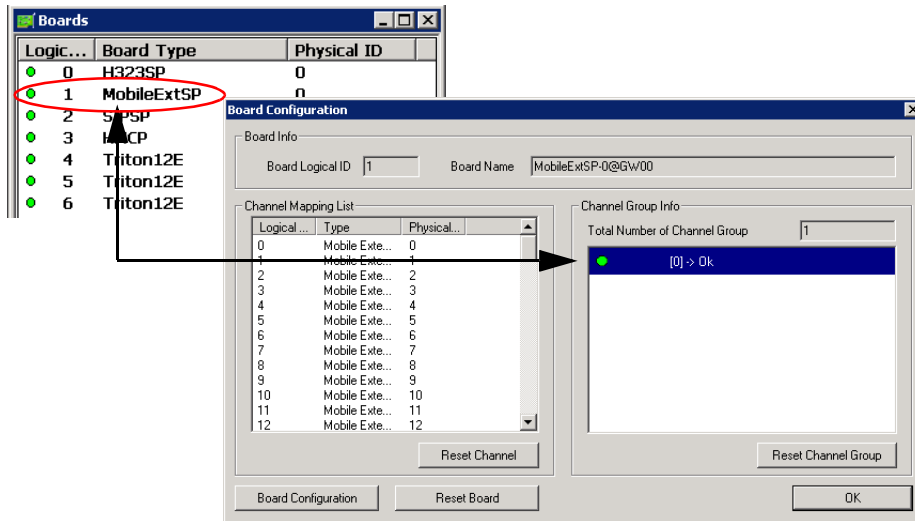 Boards
Logic... Board Type Physical ID
0 H323SP 0
1 MobileExtSP 0
2 SIPSP
3 CP
4 Triton12E
5 Triton12E
6 Triton12E
Board Configuration
Board Info
Board Logical ID 1 Board Name MobileExtSP-0@GW00
Channel Mapping List
Logical ... Type Physical...
0 Mobile Exte... 0
1 Mobile Exte... 1
2 Mobile Exte... 2
3 Mobile Exte... 3
4 Mobile Exte... 4
5 Mobile Exte... 5
6 Mobile Exte... 6
7 Mobile Exte... 7
8 Mobile Exte... 8
9 Mobile Exte... 9
10 Mobile Exte... 10
11 Mobile Exte... 11
12 Mobile Exte... 12
Reset Channel
Channel Group Info
Total Number of Channel Group 1
[0] -> Ok
Reset Channel Group
Board Configuration Reset Board OK